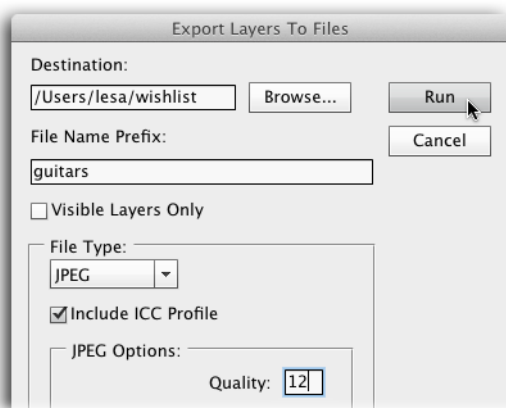 Export Layers To Files
Destination:
/Users/lesa/wishlist
Browse...
Run
File Name Prefix:
Cancel
guitars
Visible Layers Only
File Type:
JPEG
Include ICC Profile
JPEG Options:
Quality: 12